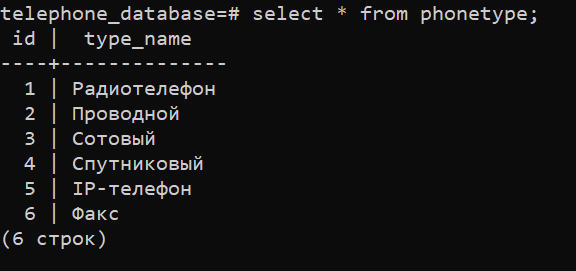 telephone_database=# select * from phonetype;
 id |  type_name
----+--------------
  1 | Радиотелефон
  2 | Проводной
  3 | Сотовый
  4 | Спутниковый
  5 | IP-телефон
  6 | Факс
(6 строк)